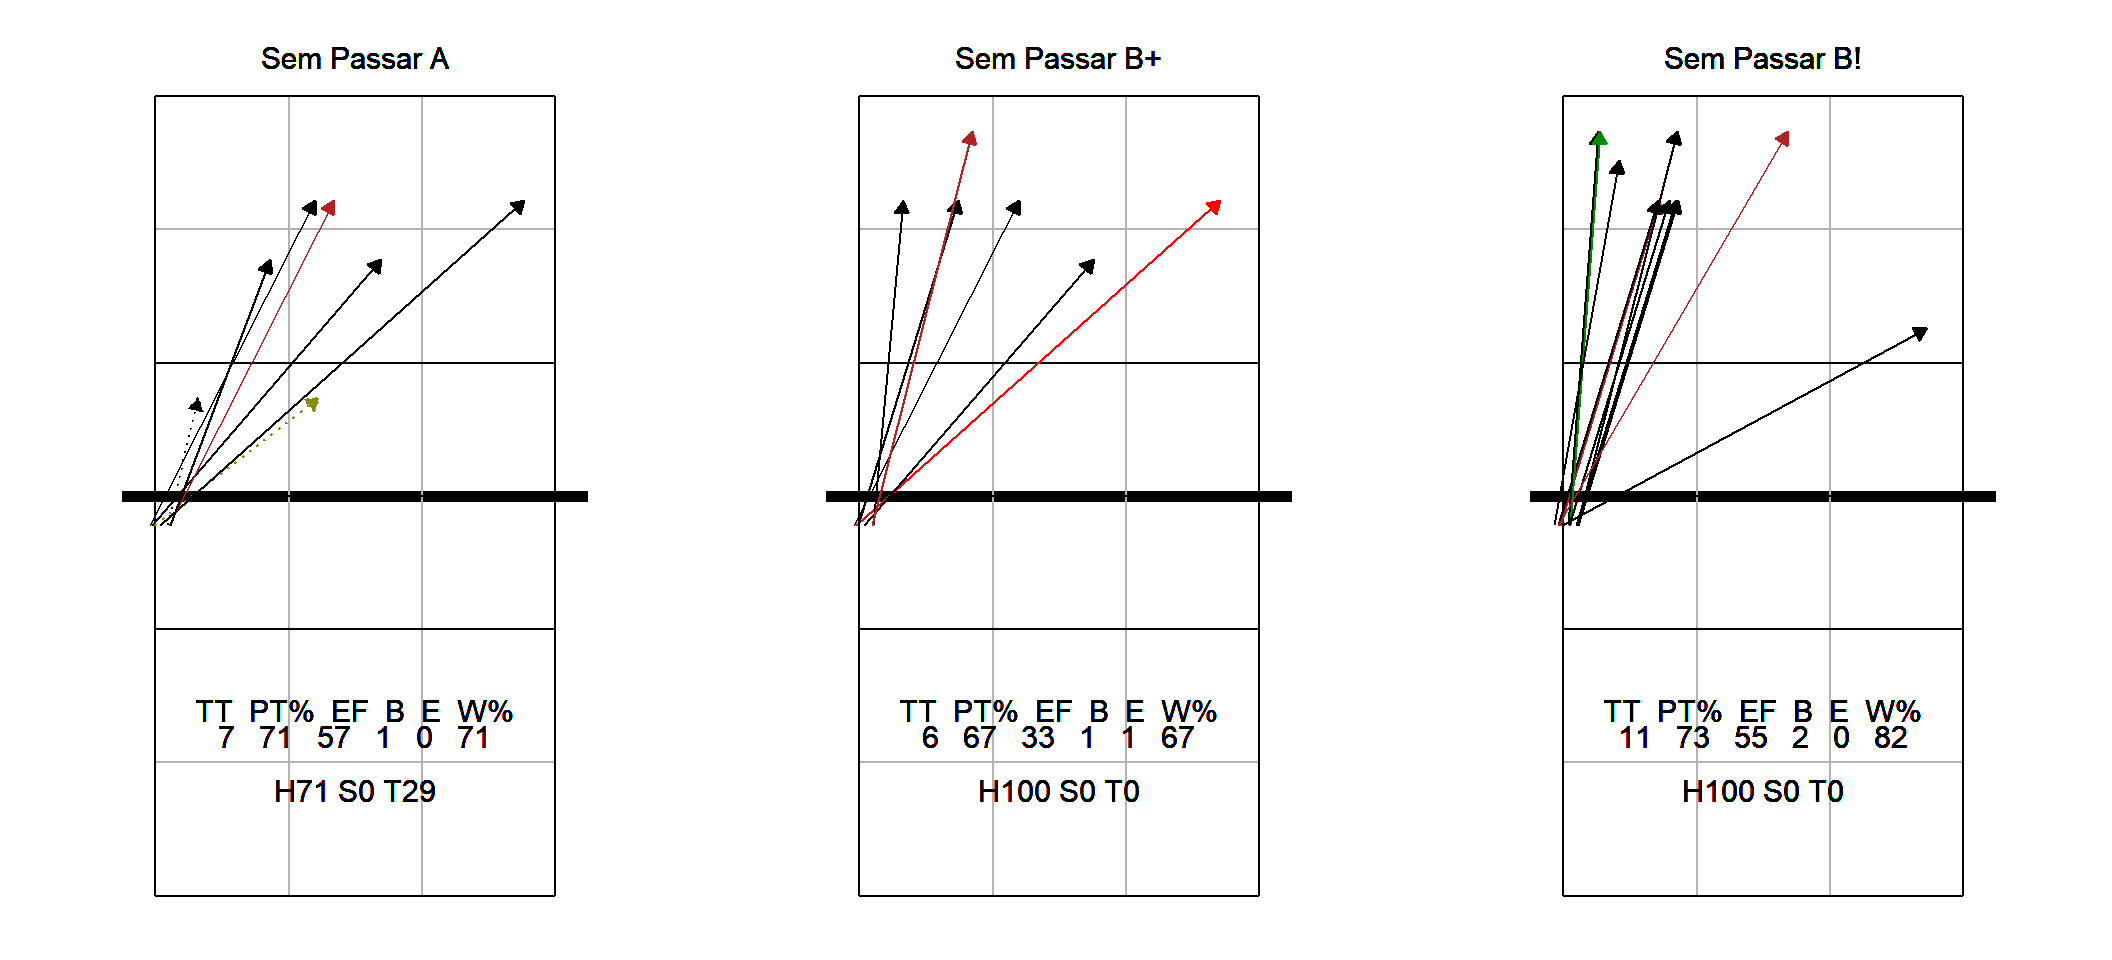 Sem Passar A
TT PT% EF B E W%
7 71 57 1 0 71
H71 S0 T29
Sem Passar B+
TT PT% EF B E W%
6 67 33 1 1 67
H100 S0 T0
Sem Passar B!
TT PT% EF B E W%
11 73 55 2 0 82
H100 S0 T0